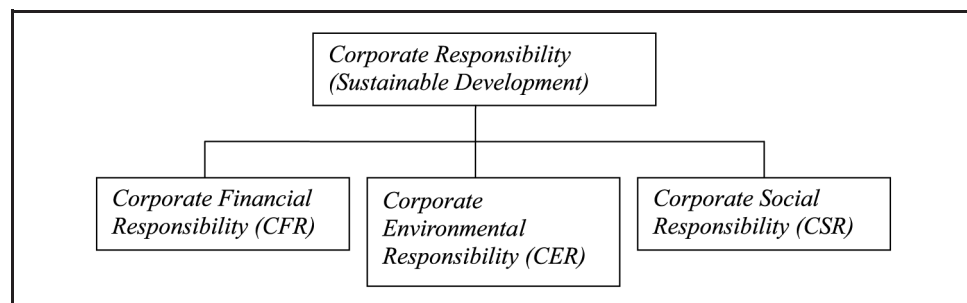 Corporate Responsibility
(Sustainable Development)
Corporate Financial
Responsibility (CFR)
Corporate
Environmental
Responsibility (CER)
Corporate Social
Responsibility (CSR)